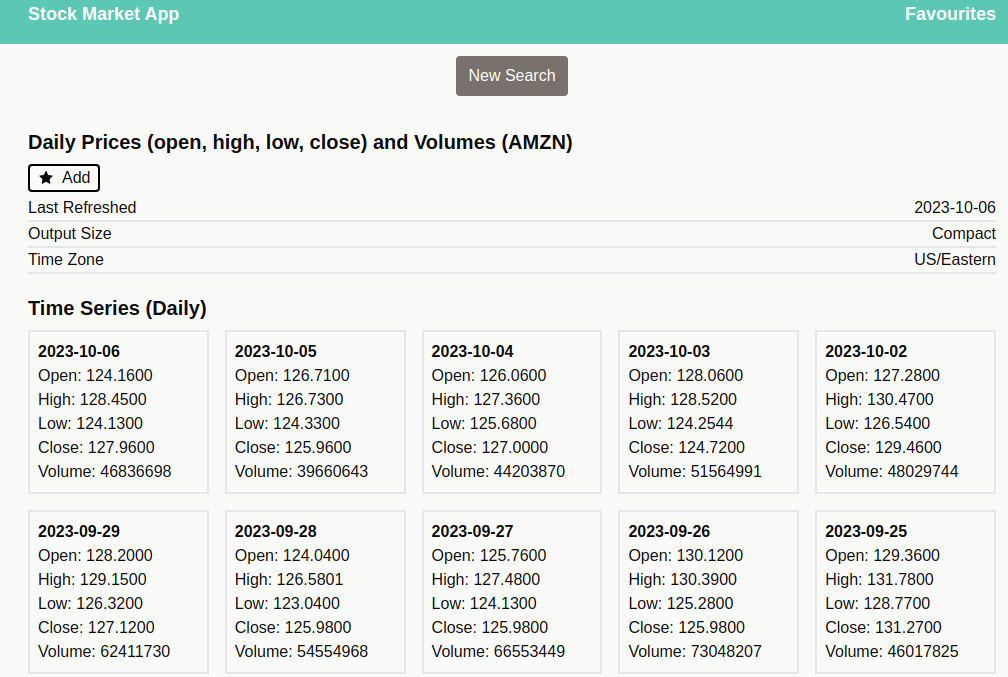 Stock Market App
Favourites
New Search
Daily Prices (open, high, low, close) and Volumes (AMZN)
Add
Last Refreshed 2023-10-06
Output Size Compact
Time Zone US/Eastern
Time Series (Daily)
2023-10-06
Open: 124.1600
High: 128.4500
Low: 124.1300
Close: 127.9600
Volume: 46836698
2023-10-05
Open: 126.7100
High: 126.7300
Low: 124.3300
Close: 125.9600
Volume: 39660643
2023-10-04
Open: 126.0600
High: 127.3600
Low: 125.6800
Close: 127.0000
Volume: 44203870
2023-10-03
Open: 128.0600
High: 128.5200
Low: 124.2544
Close: 124.7200
Volume: 51564991
2023-10-02
Open: 127.2800
High: 130.4700
Low: 126.5400
Close: 129.4600
Volume: 48029744
2023-09-29
Open: 128.2000
High: 129.1500
Low: 126.3200
Close: 127.1200
Volume: 62411730
2023-09-28
Open: 124.0400
High: 126.5801
Low: 123.0400
Close: 125.9800
Volume: 54554968
2023-09-27
Open: 125.7600
High: 127.4800
Low: 124.1300
Close: 125.9800
Volume: 66553449
2023-09-26
Open: 130.1200
High: 130.3900
Low: 125.2800
Close: 125.9800
Volume: 73048207
2023-09-25
Open: 129.3600
High: 131.7800
Low: 128.7700
Close: 131.2700
Volume: 46017825